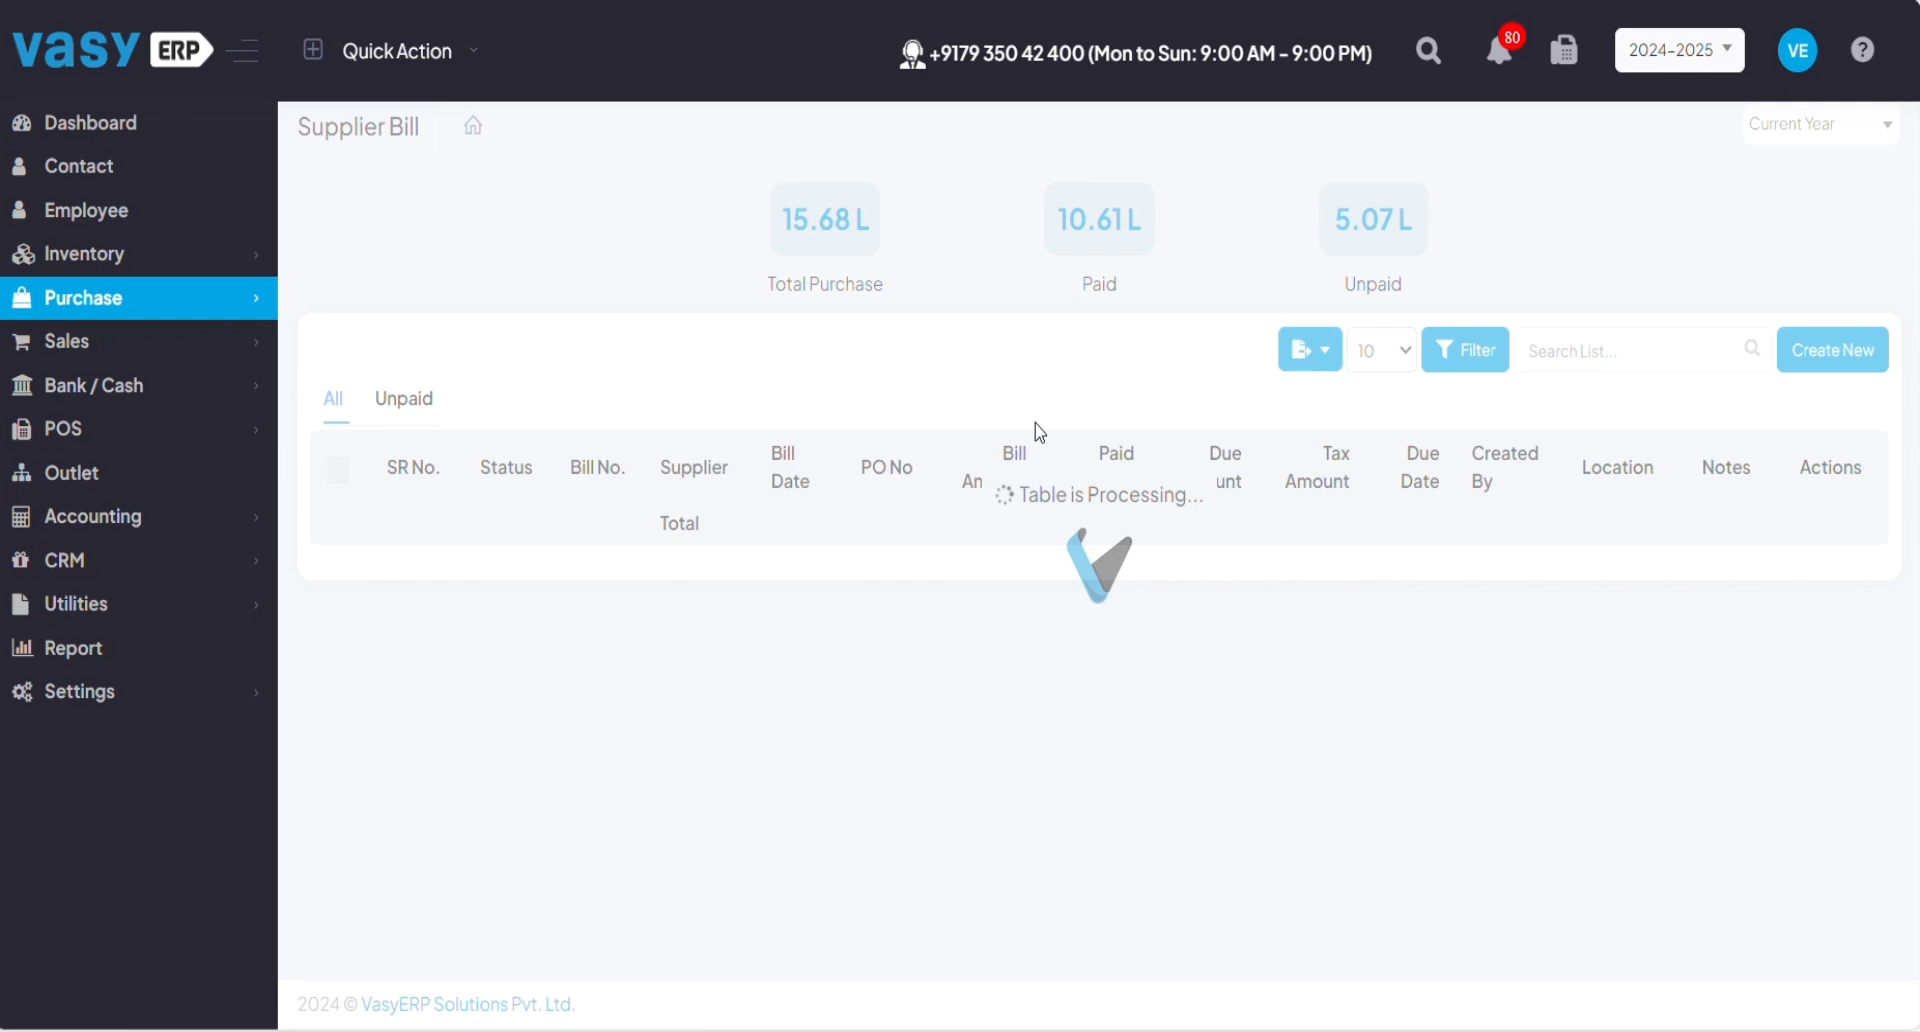 vasy ERP
Quick Action
+9179 350 42 400 (Mon to Sun: 9:00 AM - 9:00 PM)
80
2024-2025
VE
?
Dashboard
Contact
Employee
Inventory
Purchase
Sales
Bank / Cash
POS
Outlet
Accounting
CRM
Utilities
Report
Settings
Supplier Bill
Current Year
15.68 L
10.61 L
5.07 L
Total Purchase
Paid
Unpaid
10
Filter
Search List...
Create New
All
Unpaid
SR No.
Status
Bill No.
Supplier
Bill
Date
PO No
Bill
An
Paid
Due
unt
Tax
Amount
Due
Date
Created
By
Location
Notes
Actions
Table is Processing...
Total
2024 © VasyERP Solutions Pvt. Ltd.